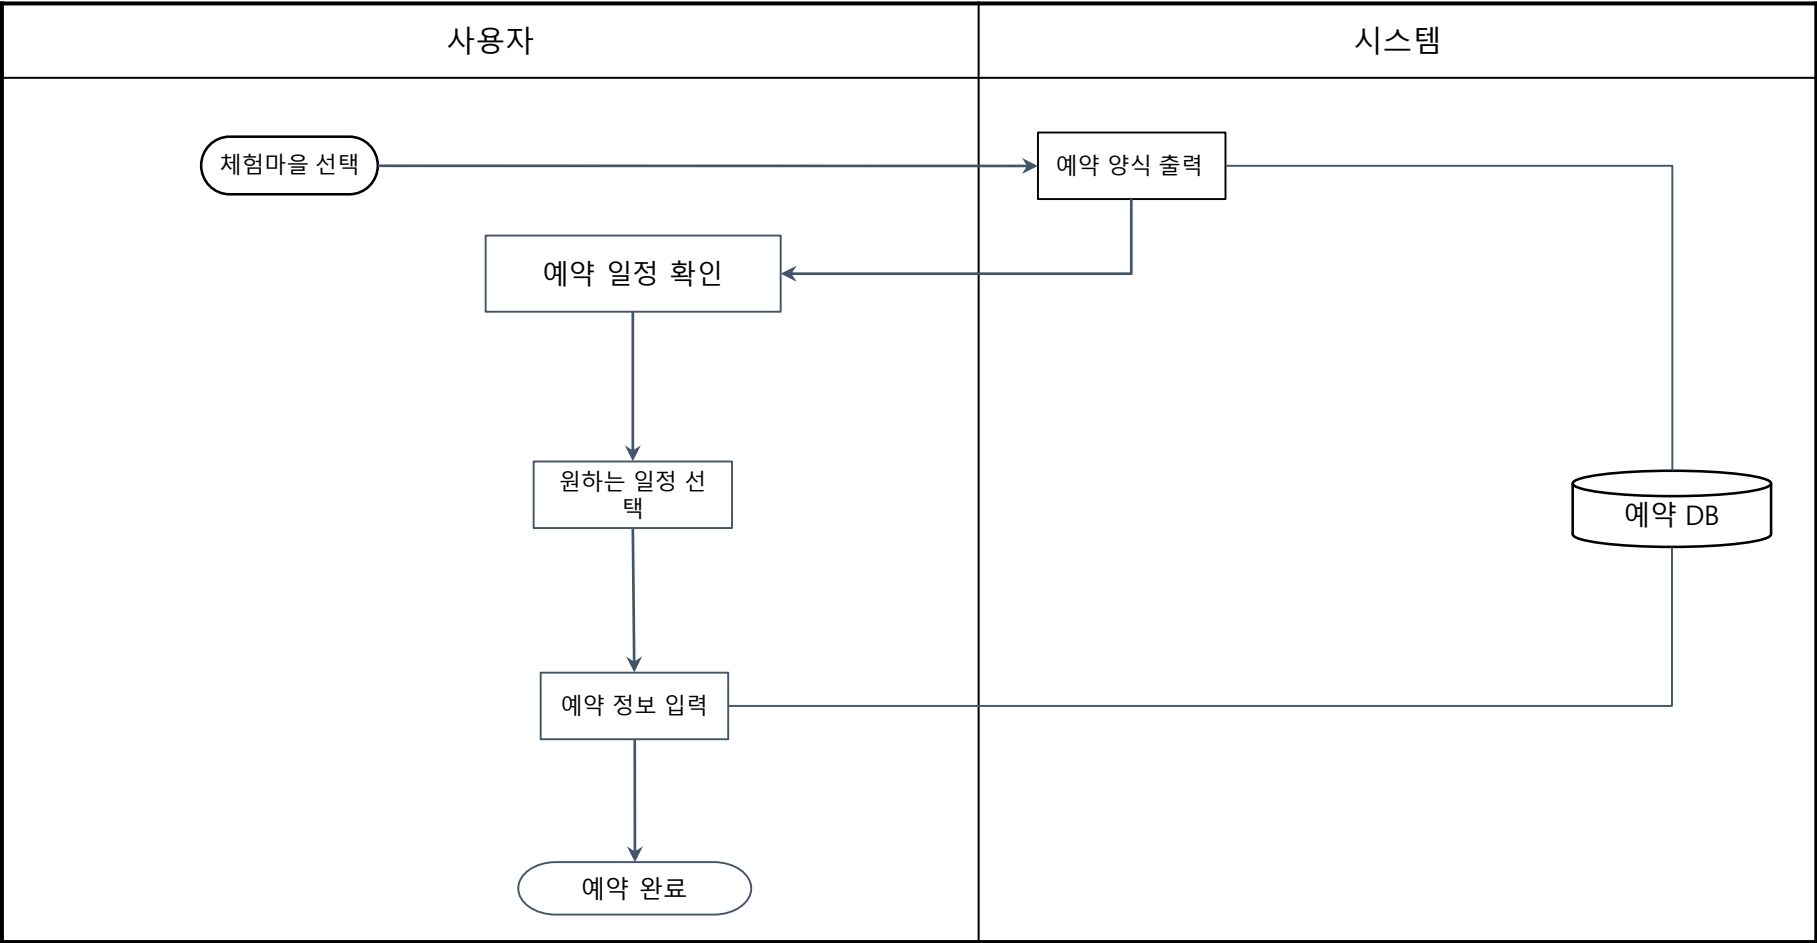 사용자
시스템
체험마을 선택
예약 양식 출력
예약 일정 확인
원하는 일정 선
택
예약 DB
예약 정보 입력
예약 완료